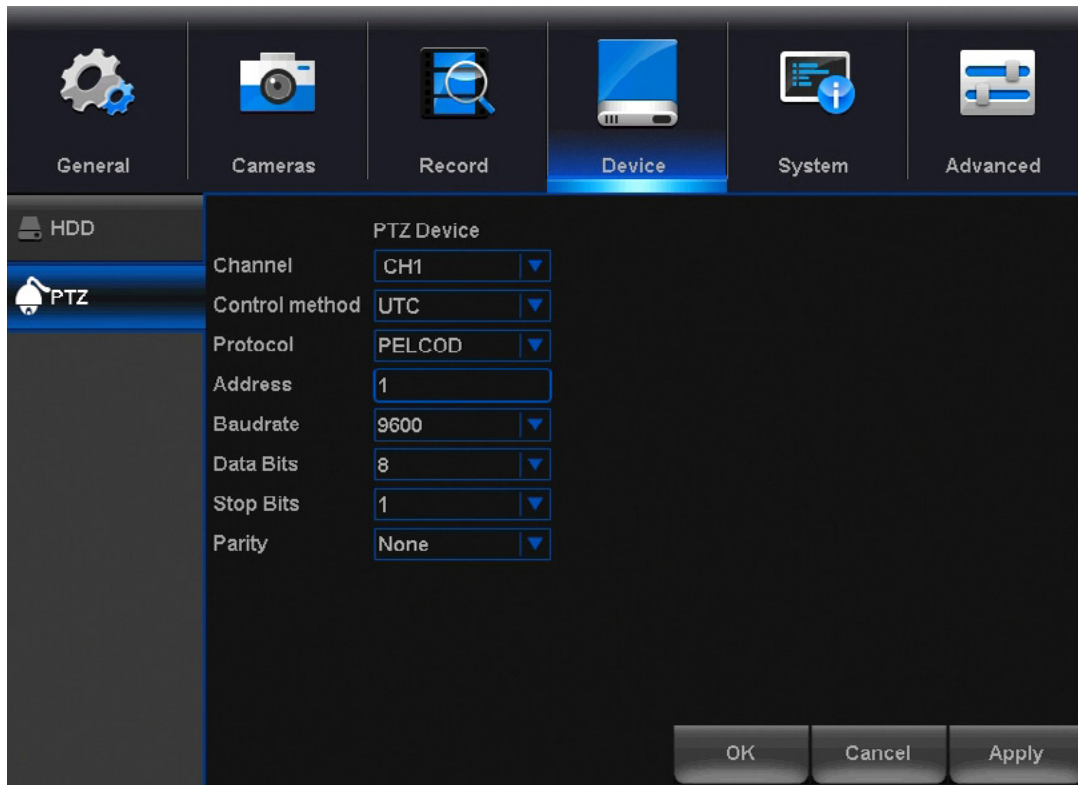 General Cameras Record Device System Advanced
HDD
PTZ
PTZ Device
Channel CH1
Control method UTC
Protocol PELCOD
Address 1
Baudrate 9600
Data Bits 8
Stop Bits 1
Parity None
OK Cancel Apply